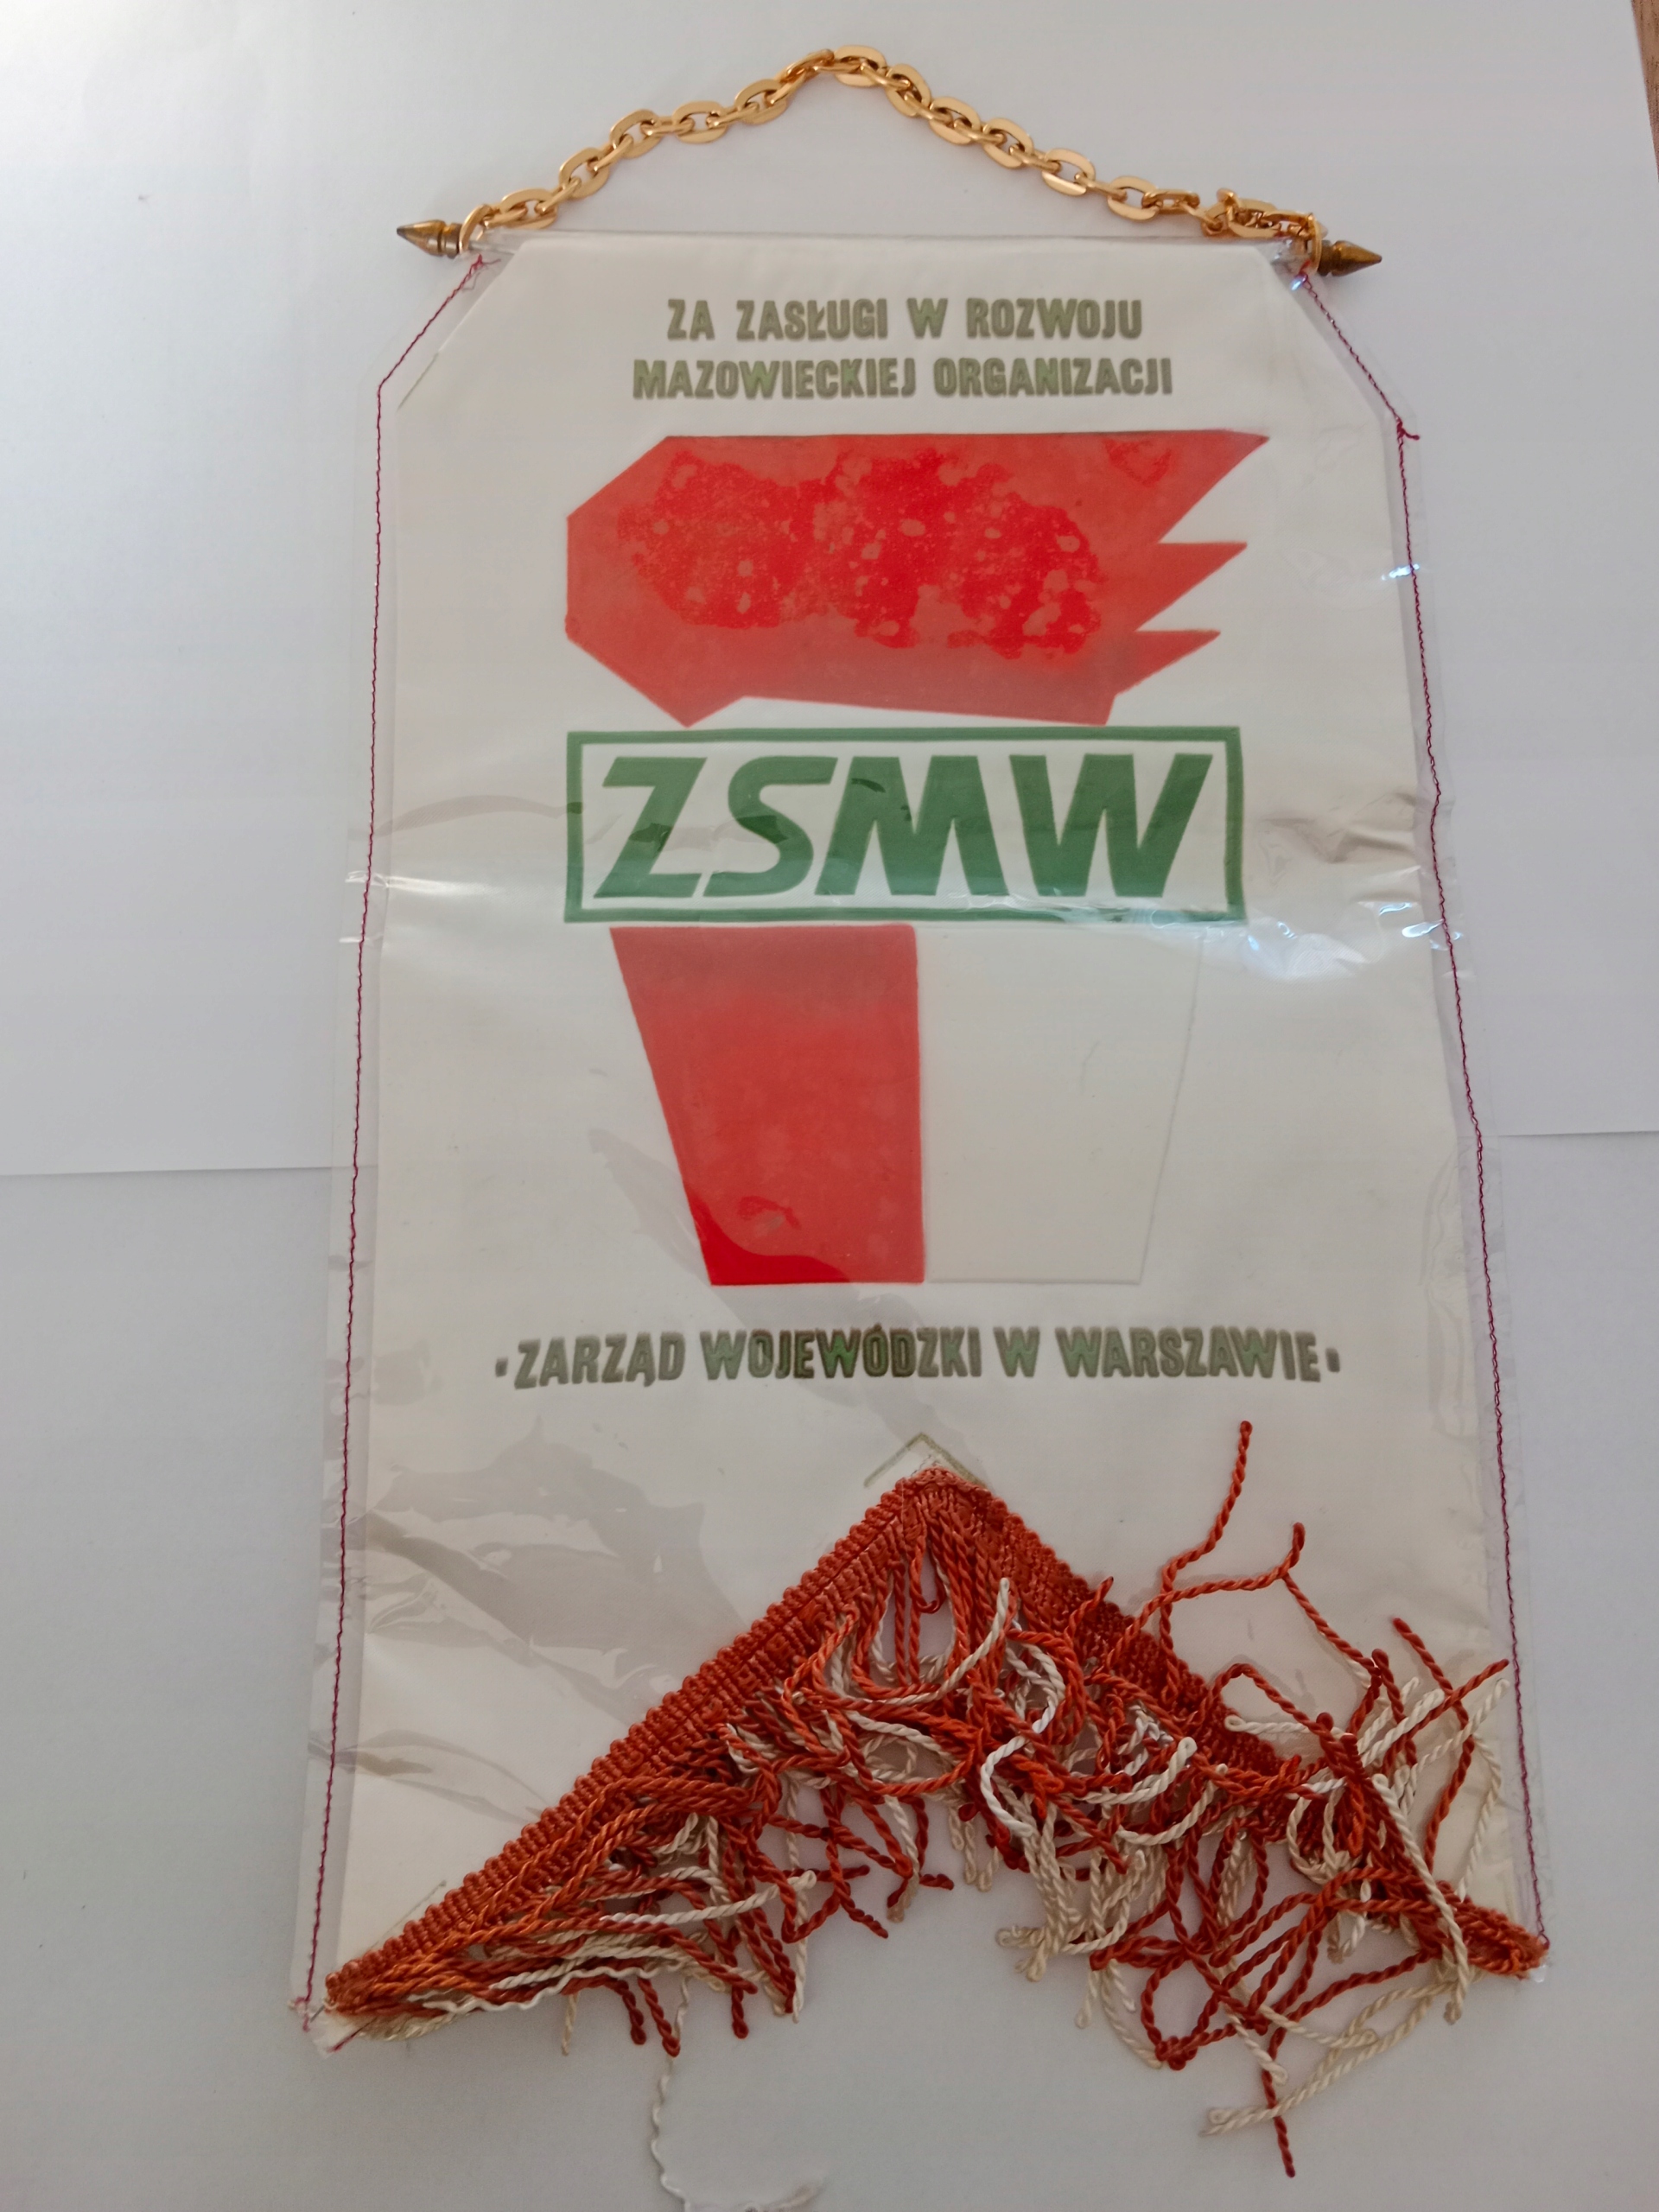 ZA ZASŁUGI W ROZWOJU
MAZOWIECKIEJ ORGANIZACJI
ZSMW
·ZARZĄD WOJEWÓDZKI W WARSZAWIE·